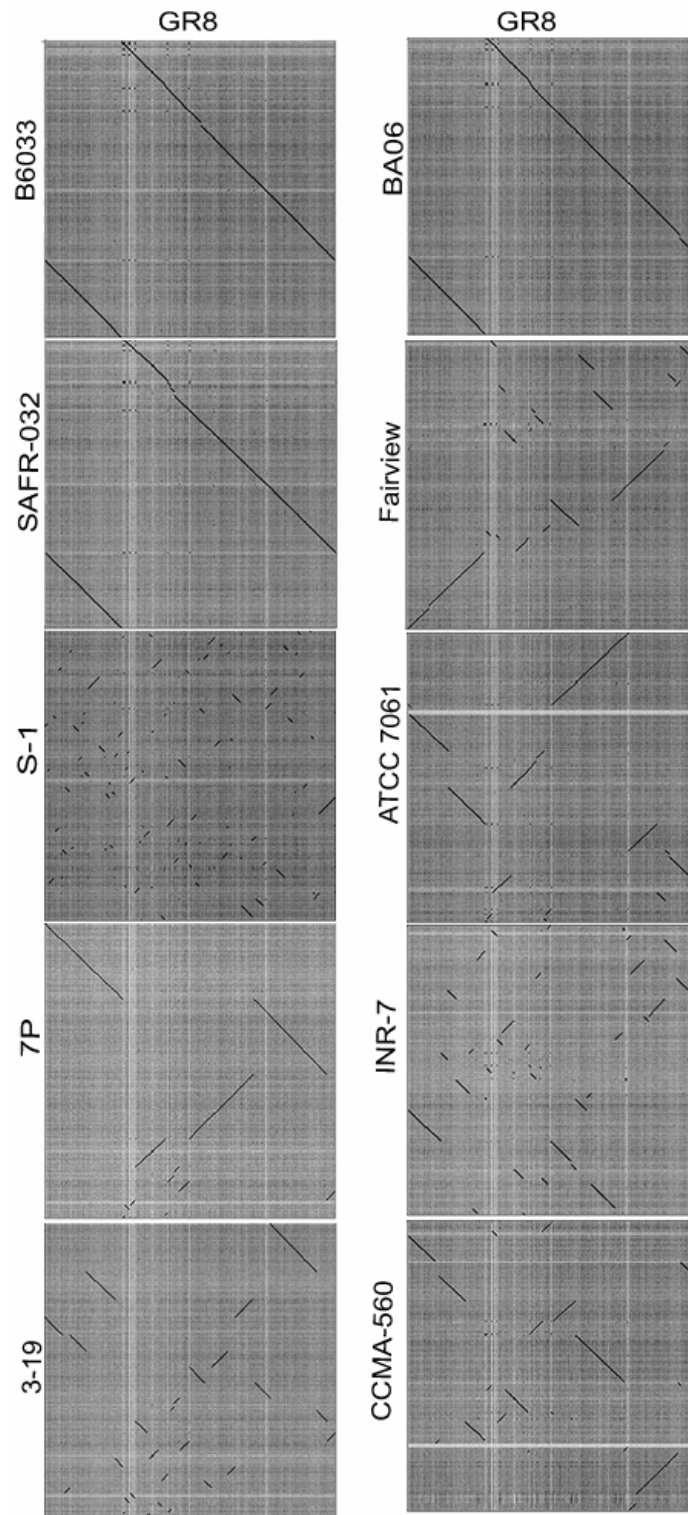 GR8
GR8
B6033
BA06
SAFR-032
Fairview
S-1
ATCC 7061
7P
INR-7
3-19
CCMA-560